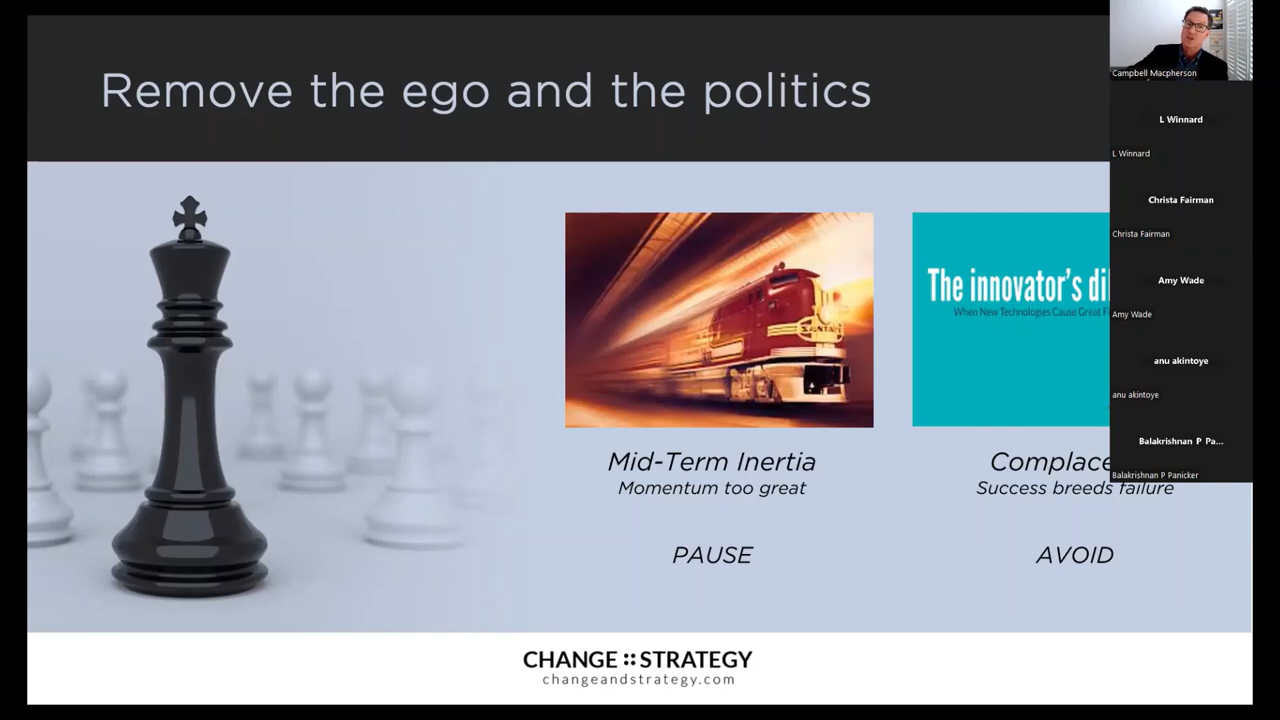 Remove the ego and the politics
Campbell Macpherson
L Winnard
L Winnard
Christa Fairman
Christa Fairman
Amy Wade
Amy Wade
anu akintoye
anu akintoye
Balakrishnan P Pa...
Balakrishnan P Panicker
The innovator's dil
When New Technologies Cause Great F
Mid-Term Inertia
Momentum too great
PAUSE
Complace
Success breeds failure
AVOID
CHANGE :: STRATEGY
changeandstrategy.com